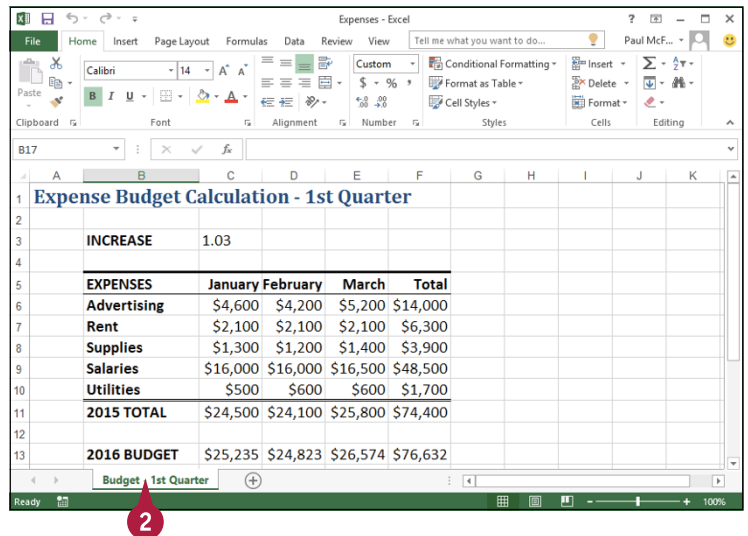 Expenses - Excel
?
File Home Insert Page Layout Formulas Data Review View Tell me what you want to do... Paul McF...
Paste
Calibri 14 A A
B I U A
Custom
$ % ,
Conditional Formatting
Format as Table
Cell Styles
Insert
Delete
Format
Clipboard Font Alignment Number Styles Cells Editing
B17 fx
A B C D E F G H I J K
1 Expense Budget Calculation - 1st Quarter
2
3 INCREASE 1.03
4
5 EXPENSES January February March Total
6 Advertising $4,600 $4,200 $5,200 $14,000
7 Rent $2,100 $2,100 $2,100 $6,300
8 Supplies $1,300 $1,200 $1,400 $3,900
9 Salaries $16,000 $16,000 $16,500 $48,500
10 Utilities $500 $600 $600 $1,700
11 2015 TOTAL $24,500 $24,100 $25,800 $74,400
12
13 2016 BUDGET $25,235 $24,823 $26,574 $76,632
Budget - 1st Quarter
Ready 100%
2